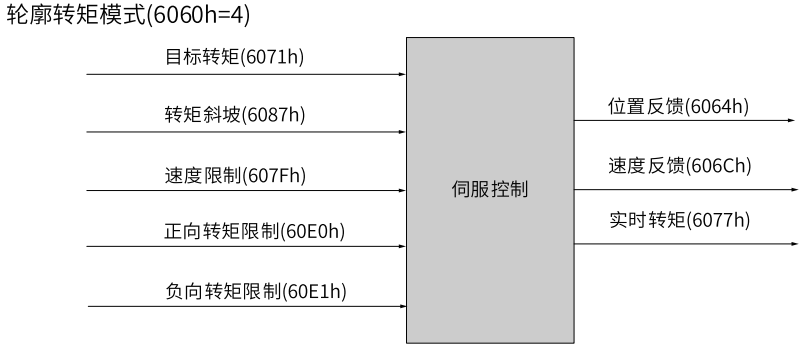 轮廓转矩模式(6060h=4)
目标转矩(6071h)
转矩斜坡(6087h)
速度限制(607Fh)
正向转矩限制(60E0h)
负向转矩限制(60E1h)
伺服控制
位置反馈(6064h)
速度反馈(606Ch)
实时转矩(6077h)